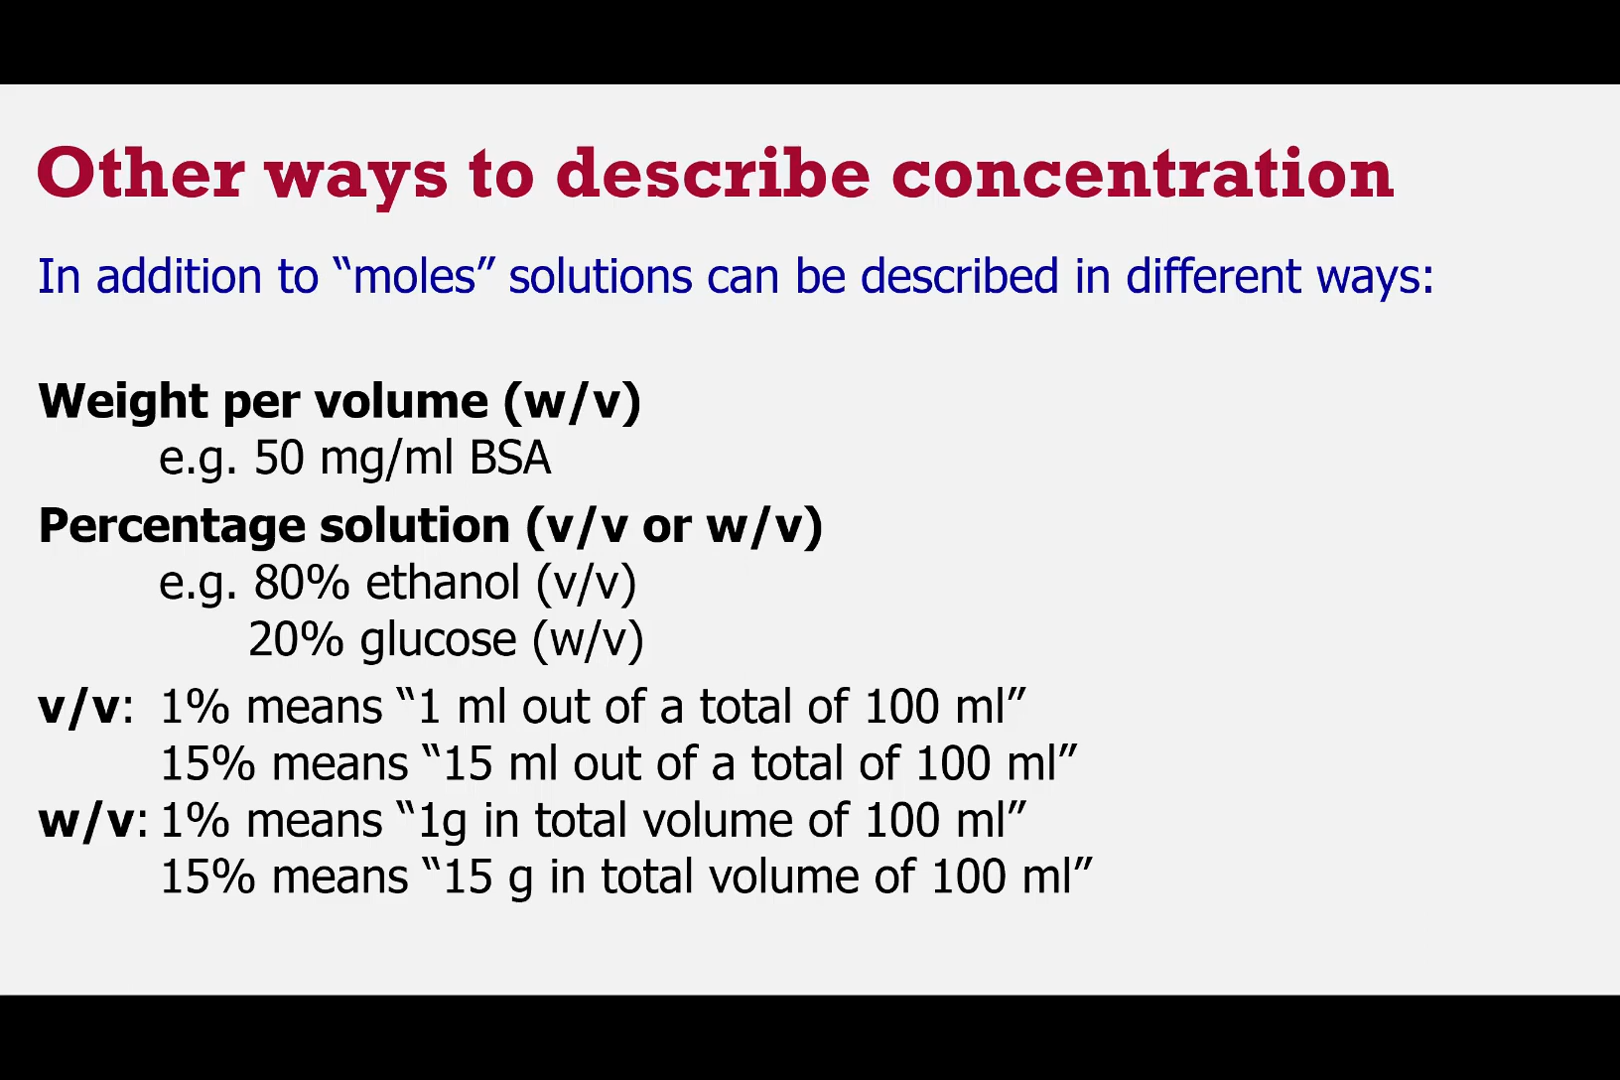 Other ways to describe concentration
In addition to “moles” solutions can be described in different ways:
Weight per volume (w/v)
e.g. 50 mg/ml BSA
Percentage solution (v/v or w/v)
e.g. 80% ethanol (v/v)
20% glucose (w/v)
v/v: 1% means “1 ml out of a total of 100 ml”
15% means “15 ml out of a total of 100 ml”
w/v: 1% means “1g in total volume of 100 ml”
15% means “15 g in total volume of 100 ml”